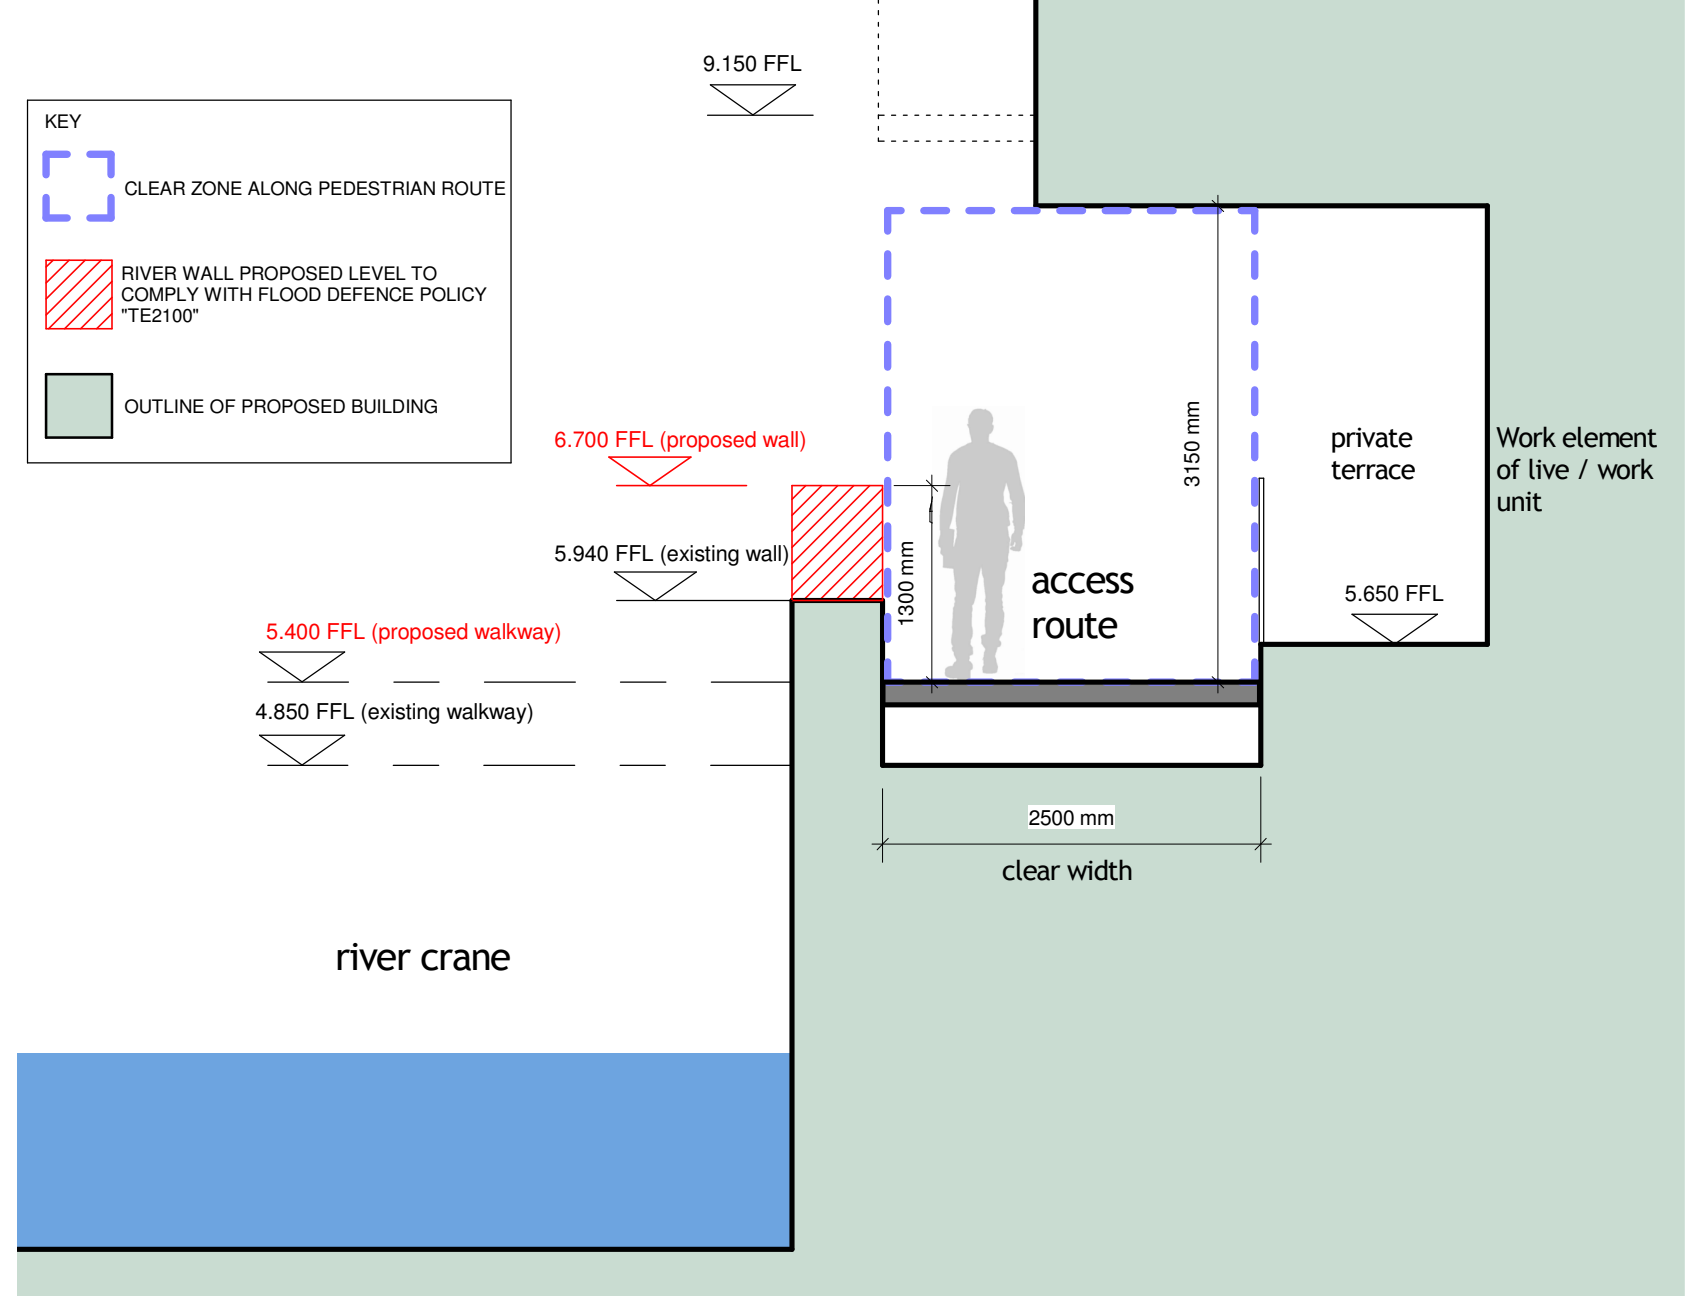 9.150 FFL
KEY
CLEAR ZONE ALONG PEDESTRIAN ROUTE
RIVER WALL PROPOSED LEVEL TO
COMPLY WITH FLOOD DEFENCE POLICY
"TE2100"
OUTLINE OF PROPOSED BUILDING
6.700 FFL (proposed wall)
5.940 FFL (existing wall)
5.400 FFL (proposed walkway)
4.850 FFL (existing walkway)
1300 mm
3150 mm
access
route
private
terrace
5.650 FFL
Work element
of live / work
unit
2500 mm
clear width
river crane